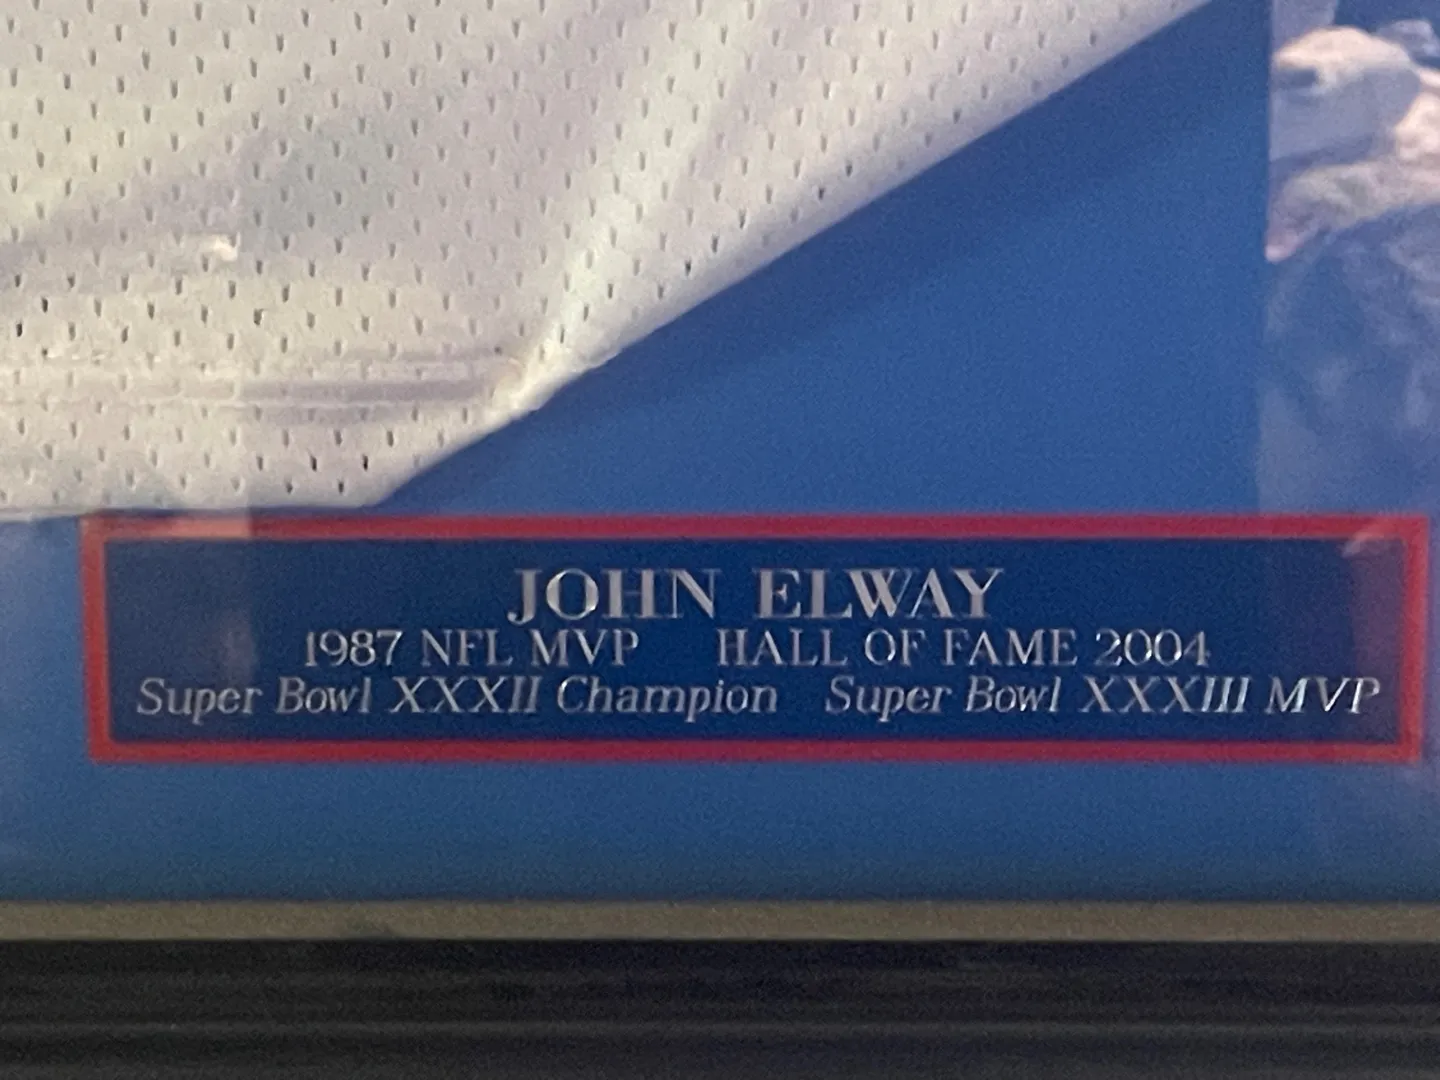 JOHN ELWAY
1987 NFL MVP HALL OF FAME 2004
Super Bowl XXXII Champion Super Bowl XXXIII MVP